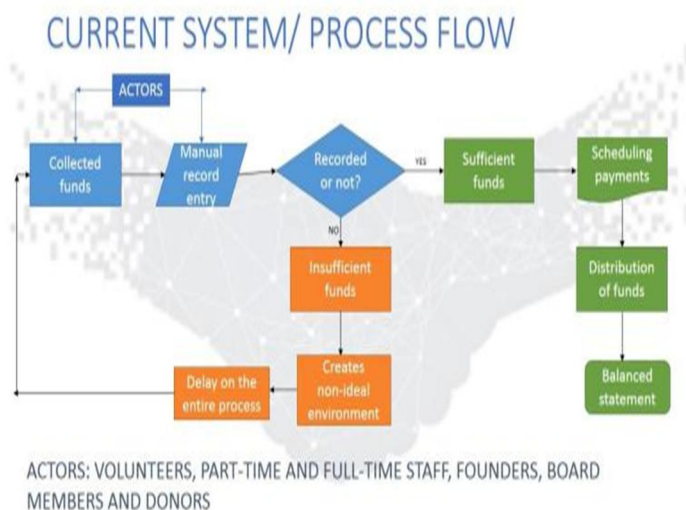 CURRENT SYSTEM/ PROCESS FLOW
ACTORS
Collected
funds
Manual
record
entry
Recorded
or not?
YES
Sufficient
funds
Scheduling
payments
NO
Insufficient
funds
Distribution
of funds
Creates
non-ideal
environment
Delay on the
entire process
Balanced
statement
ACTORS: VOLUNTEERS, PART-TIME AND FULL-TIME STAFF, FOUNDERS, BOARD
MEMBERS AND DONORS